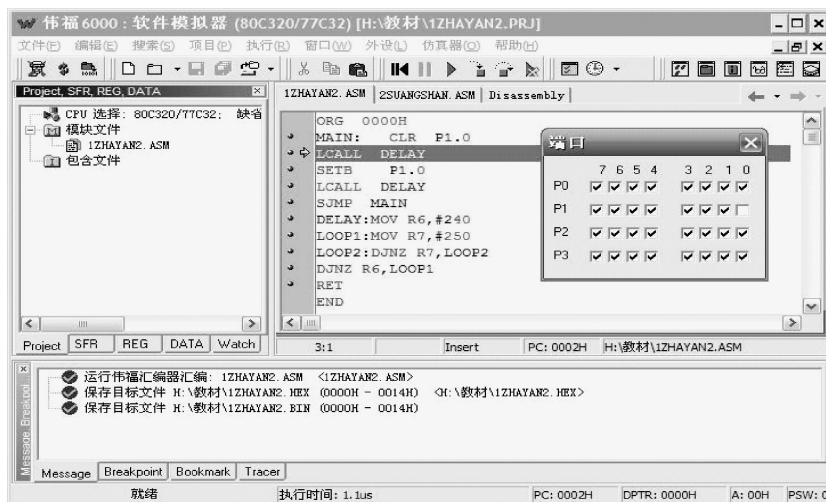 伟福6000:软件模拟器 (80C320/77C32) [H:\教材\1ZHAYAN2.PRJ]
文件(F) 编辑(E) 搜索(S) 项目(P) 执行(R) 窗口(W) 外设(L) 仿真器(O) 帮助(H)
Project, SFR, REG, DATA
CPU 选择: 80C320/77C32; 缺省
模块文件
1ZHAYAN2.ASM
包含文件
Project SFR REG DATA Watch
1ZHAYAN2.ASM 2SUANGSHAN.ASM Disassembly
ORG 0000H
MAIN: CLR P1.0
LCALL DELAY
SETB P1.0
LCALL DELAY
SJMP MAIN
DELAY:MOV R6,#240
LOOP1:MOV R7,#250
LOOP2:DJNZ R7,LOOP2
DJNZ R6,LOOP1
RET
END
端口
7 6 5 4 3 2 1 0
P0
P1
P2
P3
3:1 Insert PC: 0002H H:\教材\1ZHAYAN2.ASM
Message, Breakpoi
运行伟福汇编器汇编: 1ZHAYAN2.ASM <1ZHAYAN2.ASM>
保存目标文件 H:\教材\1ZHAYAN2.HEX (0000H - 0014H) <H:\教材\1ZHAYAN2.HEX>
保存目标文件 H:\教材\1ZHAYAN2.BIN (0000H - 0014H)
Message Breakpoint Bookmark Tracer
就绪 执行时间: 1.1us PC: 0002H DPTR: 0000H A: 00H PSW: 0